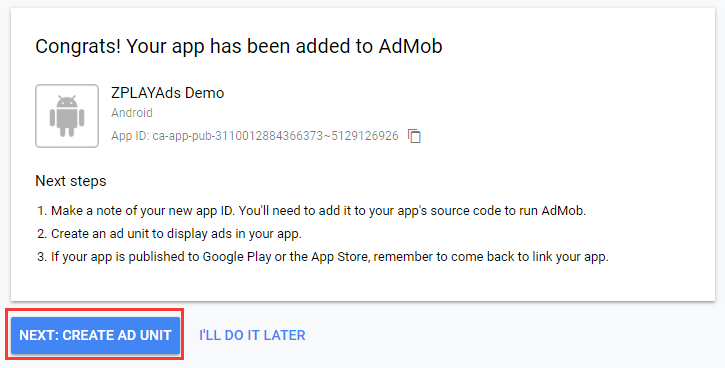 Congrats! Your app has been added to AdMob
ZPLAYAds Demo
Android
App ID: ca-app-pub-3110012884366373~5129126926
Next steps
1. Make a note of your new app ID. You'll need to add it to your app's source code to run AdMob.
2. Create an ad unit to display ads in your app.
3. If your app is published to Google Play or the App Store, remember to come back to link your app.
NEXT: CREATE AD UNIT I'LL DO IT LATER